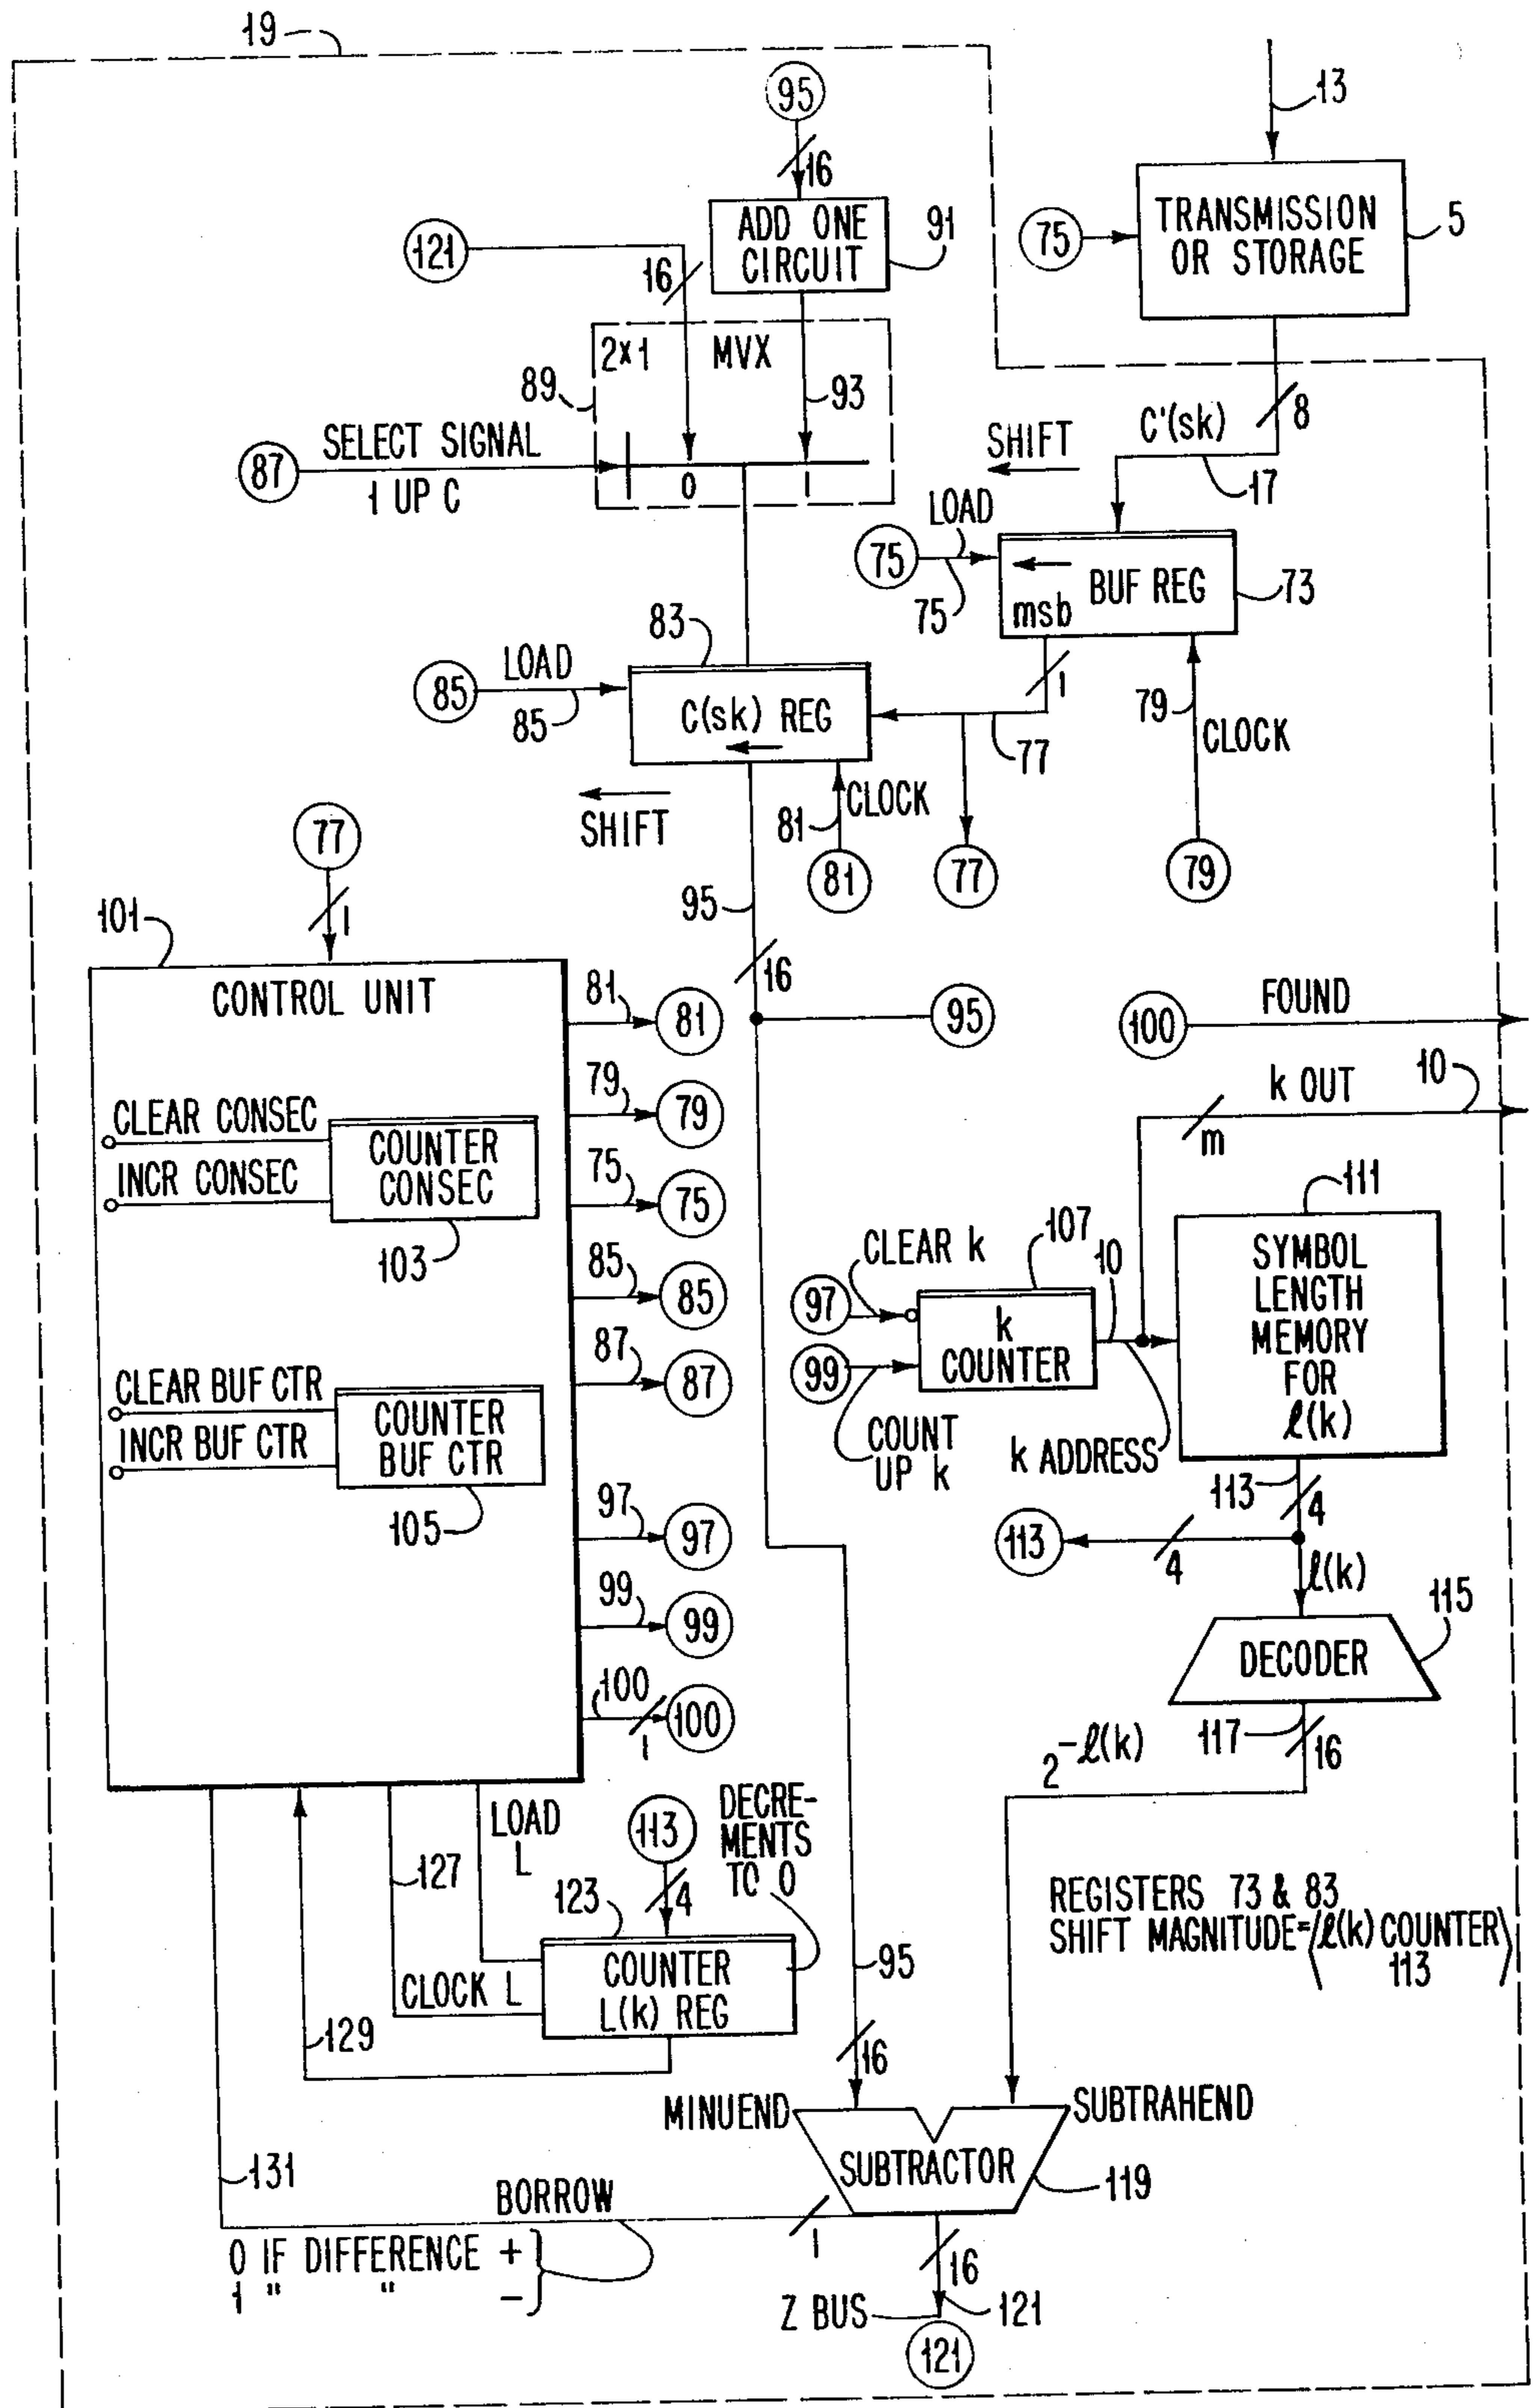 19
95
13
16
ADD ONE
CIRCUIT
91
121
16
75
TRANSMISSION
OR STORAGE
5
2×1
MVX
89
93
8
C'(sk)
SHIFT
17
87
SELECT SIGNAL
1 UP C
0
1
LOAD
75
75
BUF REG
msb
73
83
1
85
LOAD
85
C(sk) REG
77
79
CLOCK
SHIFT
81
CLOCK
81
77
79
77
1
101
95
16
95
CONTROL UNIT
81
81
100
FOUND
79
79
k OUT
10
m
CLEAR CONSEC
INCR CONSEC
COUNTER
CONSEC
103
75
75
85
85
87
87
111
SYMBOL
LENGTH
MEMORY
FOR
ℓ(k)
CLEAR k
107
10
97
99
k
COUNTER
COUNT
UP k
k ADDRESS
CLEAR BUF CTR
INCR BUF CTR
COUNTER
BUF CTR
105
97
97
113
4
113
4
ℓ(k)
99
99
115
DECODER
100
1
100
117
16
2^-ℓ(k)
LOAD
L
127
113
4
DECRE-
MENTS
TO 0
123
COUNTER
L(k) REG
CLOCK L
129
95
REGISTERS 73 & 83
SHIFT MAGNITUDE=⟨ℓ(k) COUNTER⟩
113
16
MINUEND
SUBTRAHEND
SUBTRACTOR
119
131
BORROW
1
0 IF DIFFERENCE +
1 " " −
16
Z BUS
121
121